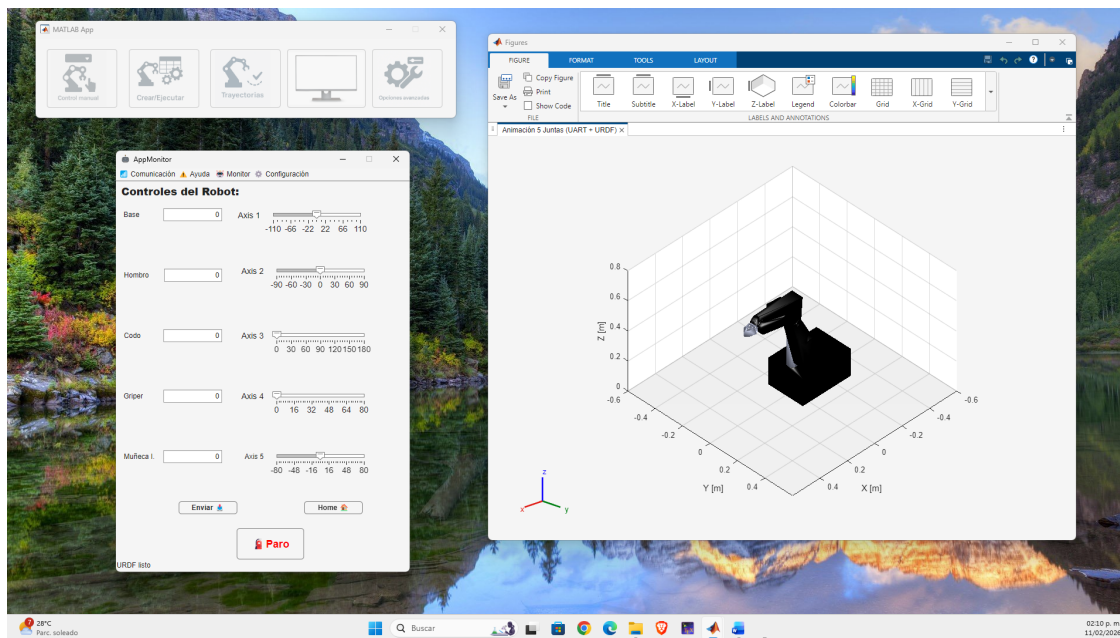 MATLAB App
Control manual
Crear/Ejecutar
Trayectorias
Opciones avanzadas
AppMonitor
Comunicación Ayuda Monitor Configuración
Controles del Robot:
Base 0 Axis 1
-110 -66 -22 22 66 110
Hombro 0 Axis 2
-90 -60 -30 0 30 60 90
Codo 0 Axis 3
0 30 60 90 120 150 180
Griper 0 Axis 4
0 16 32 48 64 80
Muñeca I. 0 Axis 5
-80 -48 -16 16 48 80
Enviar Home
Paro
URDF listo
Figures
FIGURE FORMAT TOOLS LAYOUT
Save As
Copy Figure
Print
Show Code
FILE
Title Subtitle X-Label Y-Label Z-Label Legend Colorbar Grid X-Grid Y-Grid
LABELS AND ANNOTATIONS
Animación 5 Juntas (UART + URDF) ×
0.8
0.6
0.4
0.2
0
Z [m]
-0.6
-0.4
-0.2
0
0.2
0.4
Y [m]
-0.6
-0.4
-0.2
0
0.2
0.4
X [m]
z
x
y
7
28°C
Parc. soleado
Buscar
02:10 p. m.